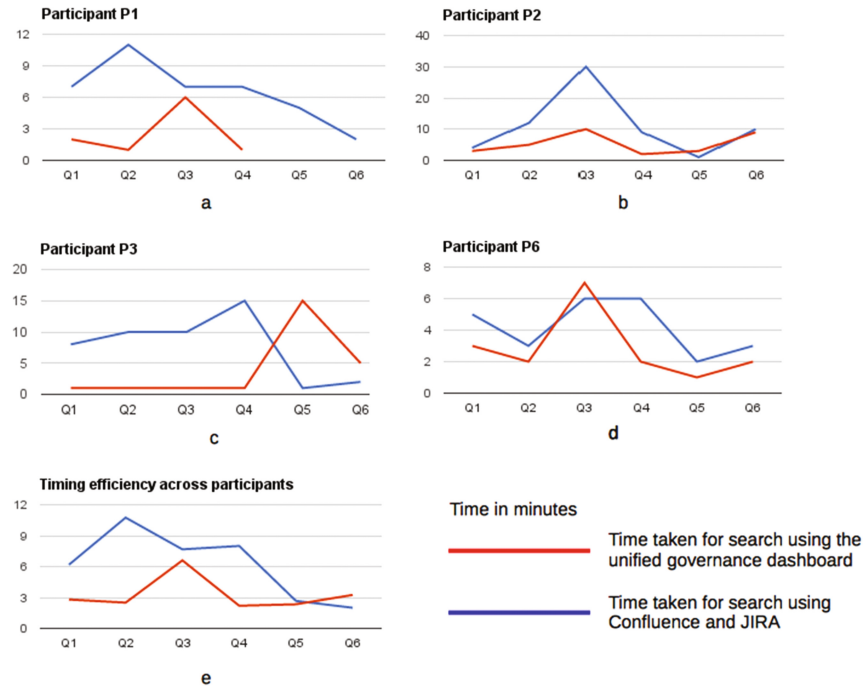 Participant P1
12
9
6
3
0
Q1 Q2 Q3 Q4 Q5 Q6
a
Participant P2
40
30
20
10
0
Q1 Q2 Q3 Q4 Q5 Q6
b
Participant P3
20
15
10
5
0
Q1 Q2 Q3 Q4 Q5 Q6
c
Participant P6
8
6
4
2
0
Q1 Q2 Q3 Q4 Q5 Q6
d
Timing efficiency across participants
12
9
6
3
0
Q1 Q2 Q3 Q4 Q5 Q6
e
Time in minutes
Time taken for search using the
unified governance dashboard
Time taken for search using
Confluence and JIRA